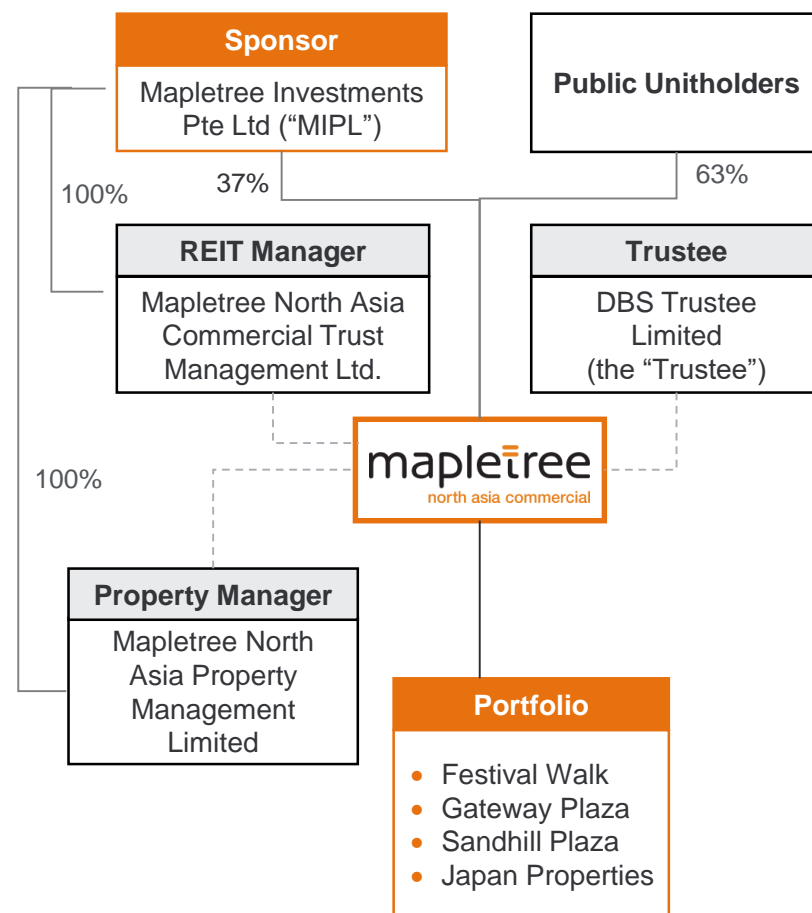 Sponsor
Mapletree Investments
Pte Ltd (“MIPL”)
Public Unitholders
100%
37%
63%
REIT Manager
Mapletree North Asia
Commercial Trust
Management Ltd.
Trustee
DBS Trustee
Limited
(the “Trustee”)
mapletree
north asia commercial
100%
Property Manager
Mapletree North
Asia Property
Management
Limited
Portfolio
• Festival Walk
• Gateway Plaza
• Sandhill Plaza
• Japan Properties